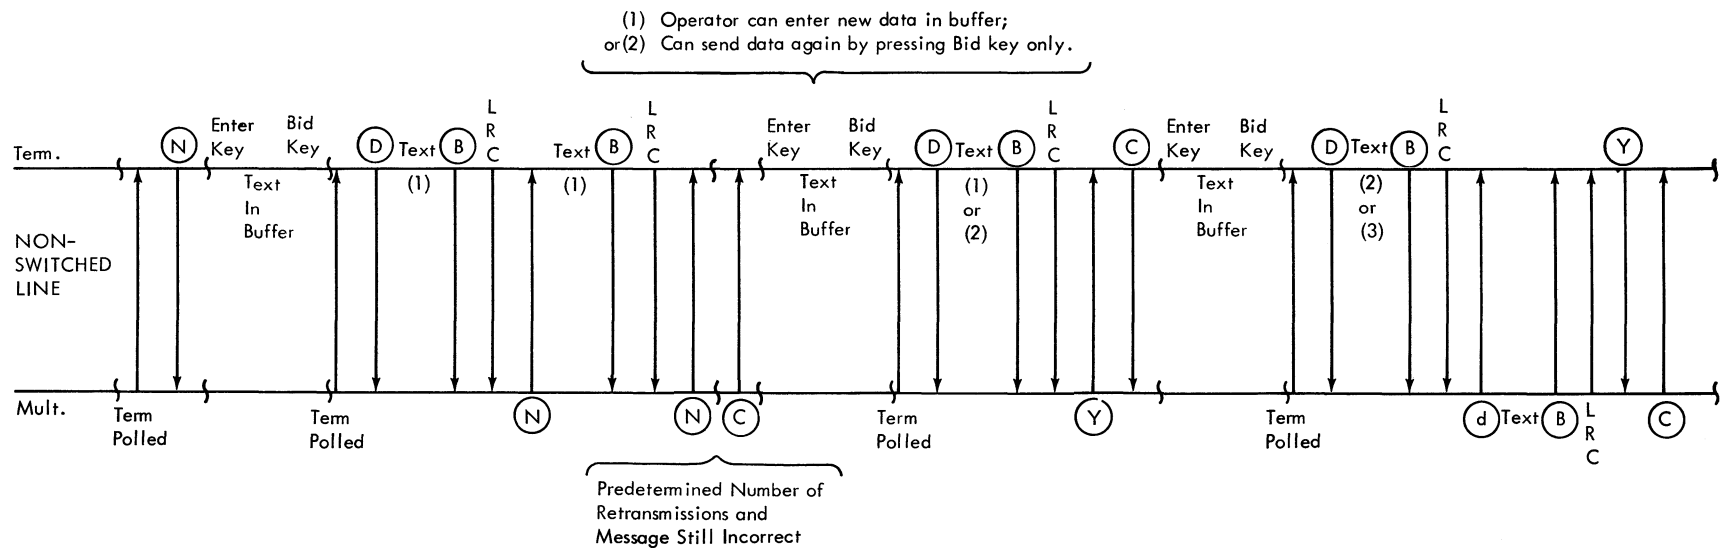 (1) Operator can enter new data in buffer;
or(2) Can send data again by pressing Bid key only.
Term.
N
Enter
Key
Bid
Key
D
Text
B
L
R
C
Text
B
L
R
C
Enter
Key
Bid
Key
D
Text
B
L
R
C
C
Enter
Key
Bid
Key
D
Text
B
L
R
C
Y
Text
In
Buffer
(1)
(1)
Text
In
Buffer
(1)
or
(2)
Text
In
Buffer
(2)
or
(3)
NON-
SWITCHED
LINE
Mult.
Term
Polled
Term
Polled
N
N
C
Term
Polled
Y
Term
Polled
d
Text
B
L
R
C
C
Predetermined Number of
Retransmissions and
Message Still Incorrect